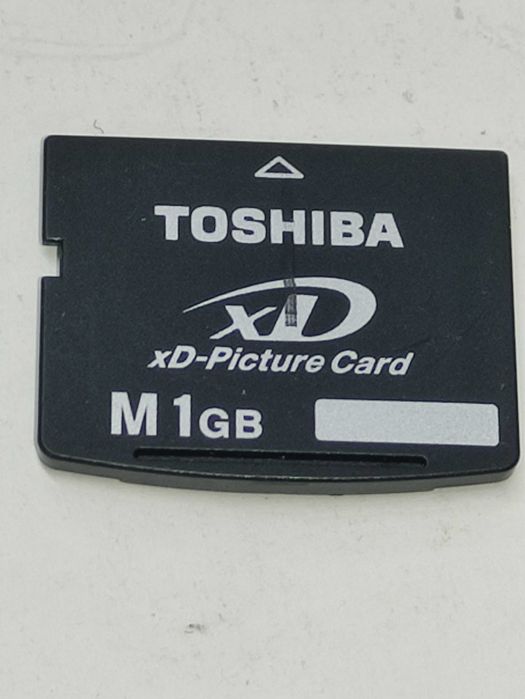 TOSHIBA
xD
xD-Picture Card
M 1GB